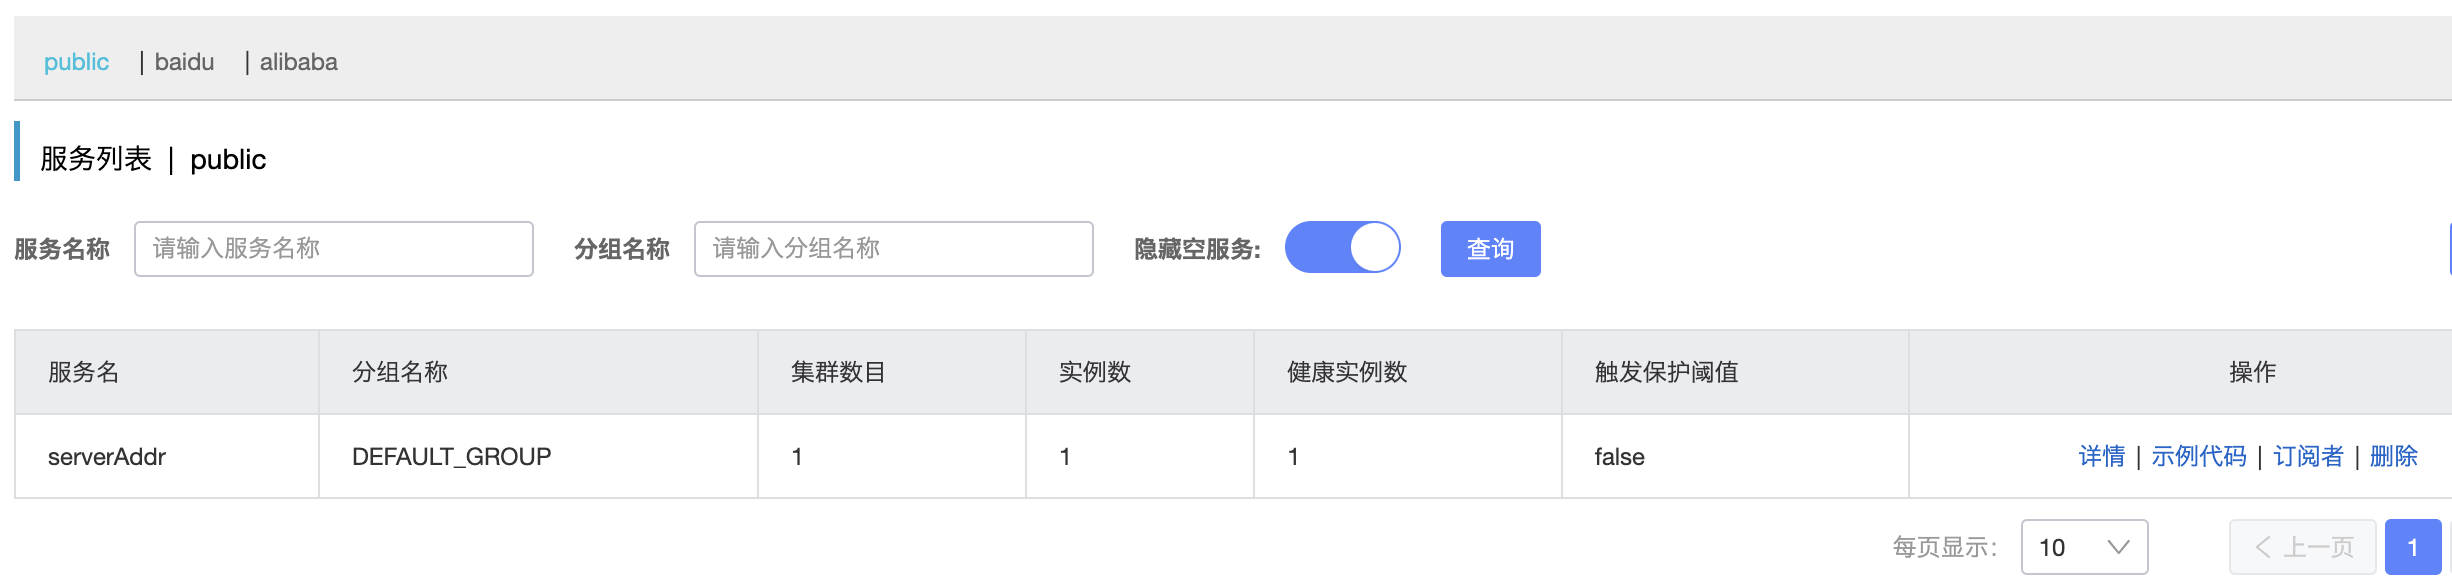 public | baidu | alibaba
服务列表 | public
服务名称 请输入服务名称 分组名称 请输入分组名称 隐藏空服务: 查询
服务名 分组名称 集群数目 实例数 健康实例数 触发保护阈值 操作
serverAddr DEFAULT_GROUP 1 1 1 false 详情 | 示例代码 | 订阅者 | 删除
每页显示: 10 上一页 1